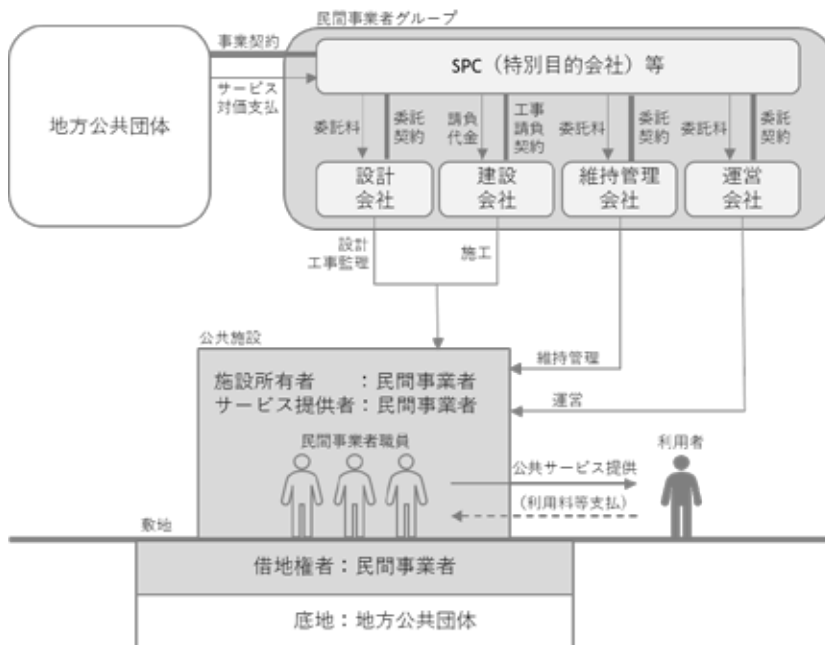 民間事業者グループ
事業契約
SPC（特別目的会社）等
サービス
対価支払
地方公共団体
委託料
委託
契約
請負
代金
工事
請負
契約
委託料
委託
契約
委託料
委託
契約
設計
会社
建設
会社
維持管理
会社
運営
会社
設計
工事監理
施工
公共施設
維持管理
施設所有者　　：民間事業者
サービス提供者：民間事業者
運営
民間事業者職員
利用者
公共サービス提供
（利用料等支払）
敷地
借地権者：民間事業者
底地：地方公共団体